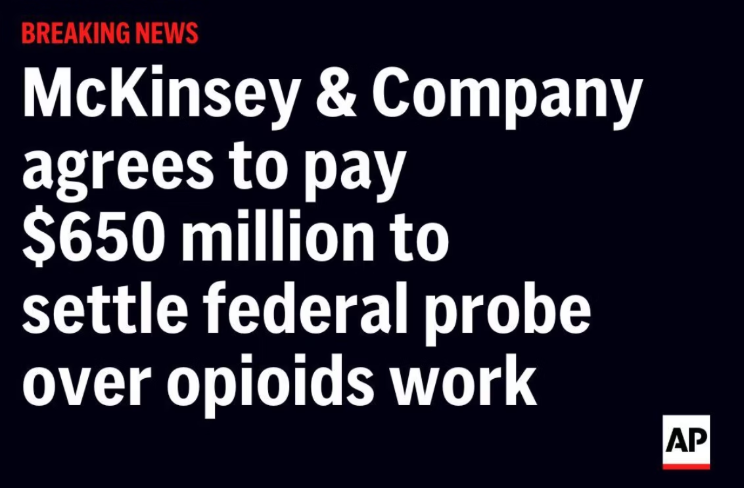 BREAKING NEWS
McKinsey & Company
agrees to pay
$650 million to
settle federal probe
over opioids work
AP